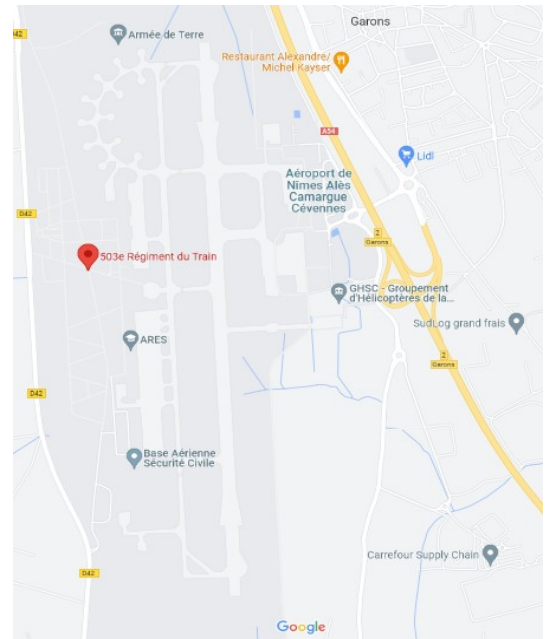 D42
Armée de Terre
Garons
Restaurant Alexandre/
Michel Kayser
A54
Lidl
Aéroport de
Nîmes Alès
Camargue
Cévennes
D42
2
Garons
503e Régiment du Train
GHSC - Groupement
d'Hélicoptères de la...
SudLog grand frais
ARES
2
Garons
D42
Base Aérienne
Sécurité Civile
Carrefour Supply Chain
D42
Google